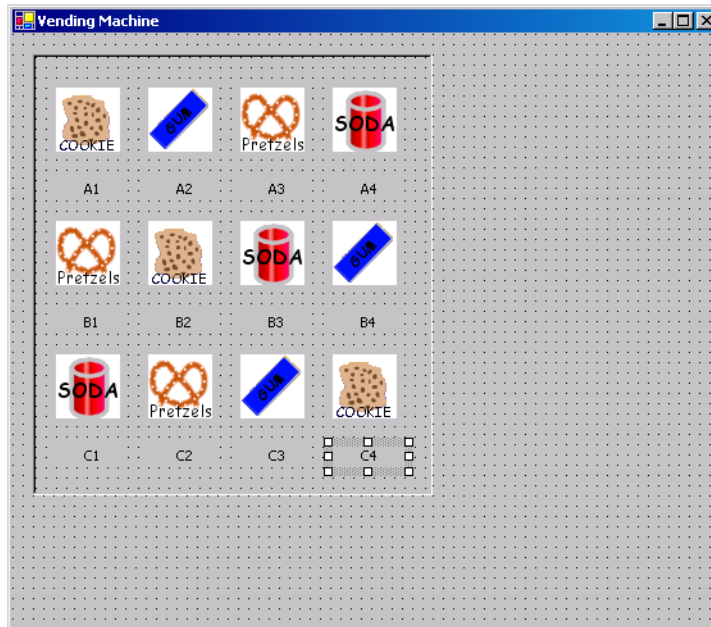 Vending Machine
COOKIE GUM Pretzels SODA
A1 A2 A3 A4
Pretzels COOKIE SODA GUM
B1 B2 B3 B4
SODA Pretzels GUM COOKIE
C1 C2 C3 C4